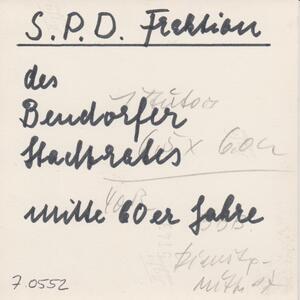 S.P.D. Fraktion
des
Bendorfer
Stadtrates
Mitte 60er Jahre
7.0552